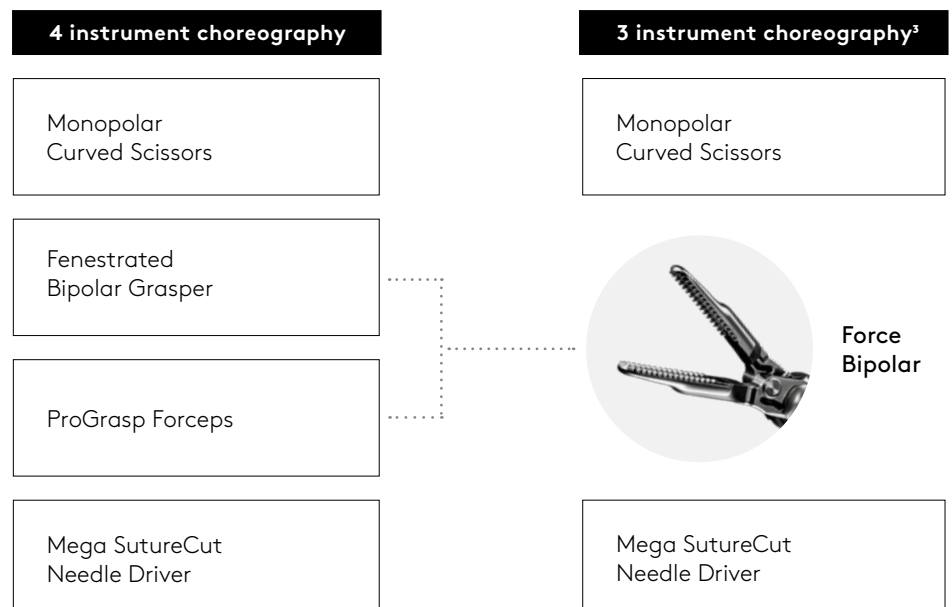 4 instrument choreography
3 instrument choreography³
Monopolar
Curved Scissors
Monopolar
Curved Scissors
Fenestrated
Bipolar Grasper
Force
Bipolar
ProGrasp Forceps
Mega SutureCut
Needle Driver
Mega SutureCut
Needle Driver